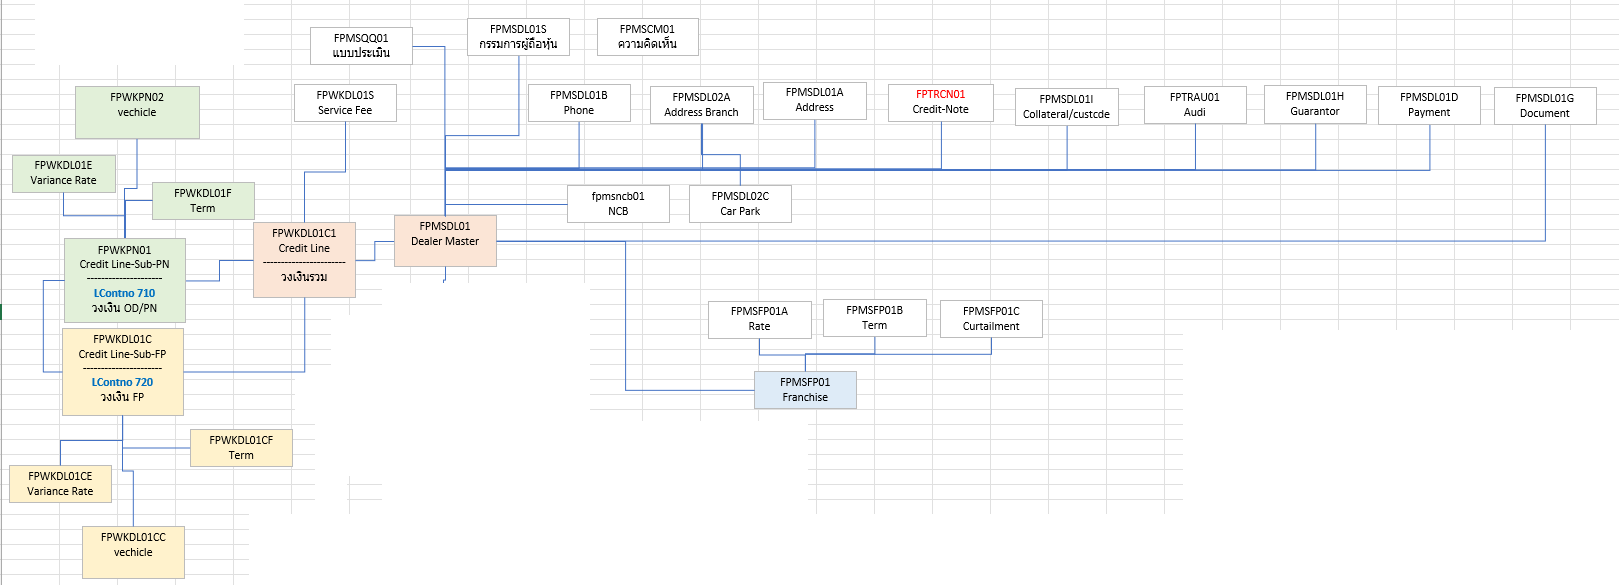 FPMSQQ01
แบบประเมิน
FPMSDL01S
กรรมการผู้ถือหุ้น
FPMSCM01
ความคิดเห็น
FPWKPN02
vechicle
FPWKDL01S
Service Fee
FPMSDL01B
Phone
FPMSDL02A
Address Branch
FPMSDL01A
Address
FPTRCN01
Credit-Note
FPMSDL01I
Collateral/custcde
FPTRAU01
Audi
FPMSDL01H
Guarantor
FPMSDL01D
Payment
FPMSDL01G
Document
FPWKDL01E
Variance Rate
FPWKDL01F
Term
fpmsncb01
NCB
FPMSDL02C
Car Park
FPWKPN01
Credit Line-Sub-PN
---------------------
LContno 710
วงเงิน OD/PN
FPWKDL01C1
Credit Line
-----------------------
วงเงินรวม
FPMSDL01
Dealer Master
FPWKDL01C
Credit Line-Sub-FP
----------------------
LContno 720
วงเงิน FP
FPMSFP01A
Rate
FPMSFP01B
Term
FPMSFP01C
Curtailment
FPMSFP01
Franchise
FPWKDL01CF
Term
FPWKDL01CE
Variance Rate
FPWKDL01CC
vechicle